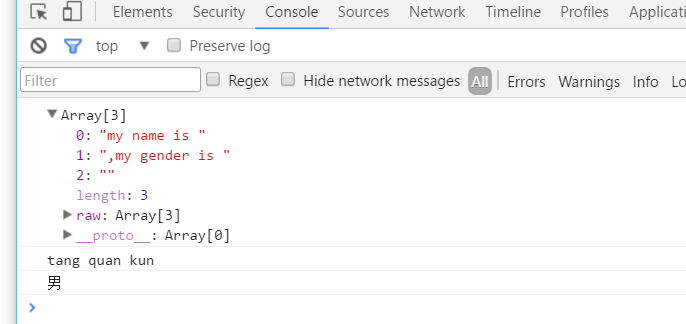 Elements Security Console Sources Network Timeline Profiles Applicati
top Preserve log
Filter Regex Hide network messages All Errors Warnings Info Lo
Array[3]
0: "my name is "
1: ",my gender is "
2: ""
length: 3
raw: Array[3]
__proto__: Array[0]
tang quan kun
男